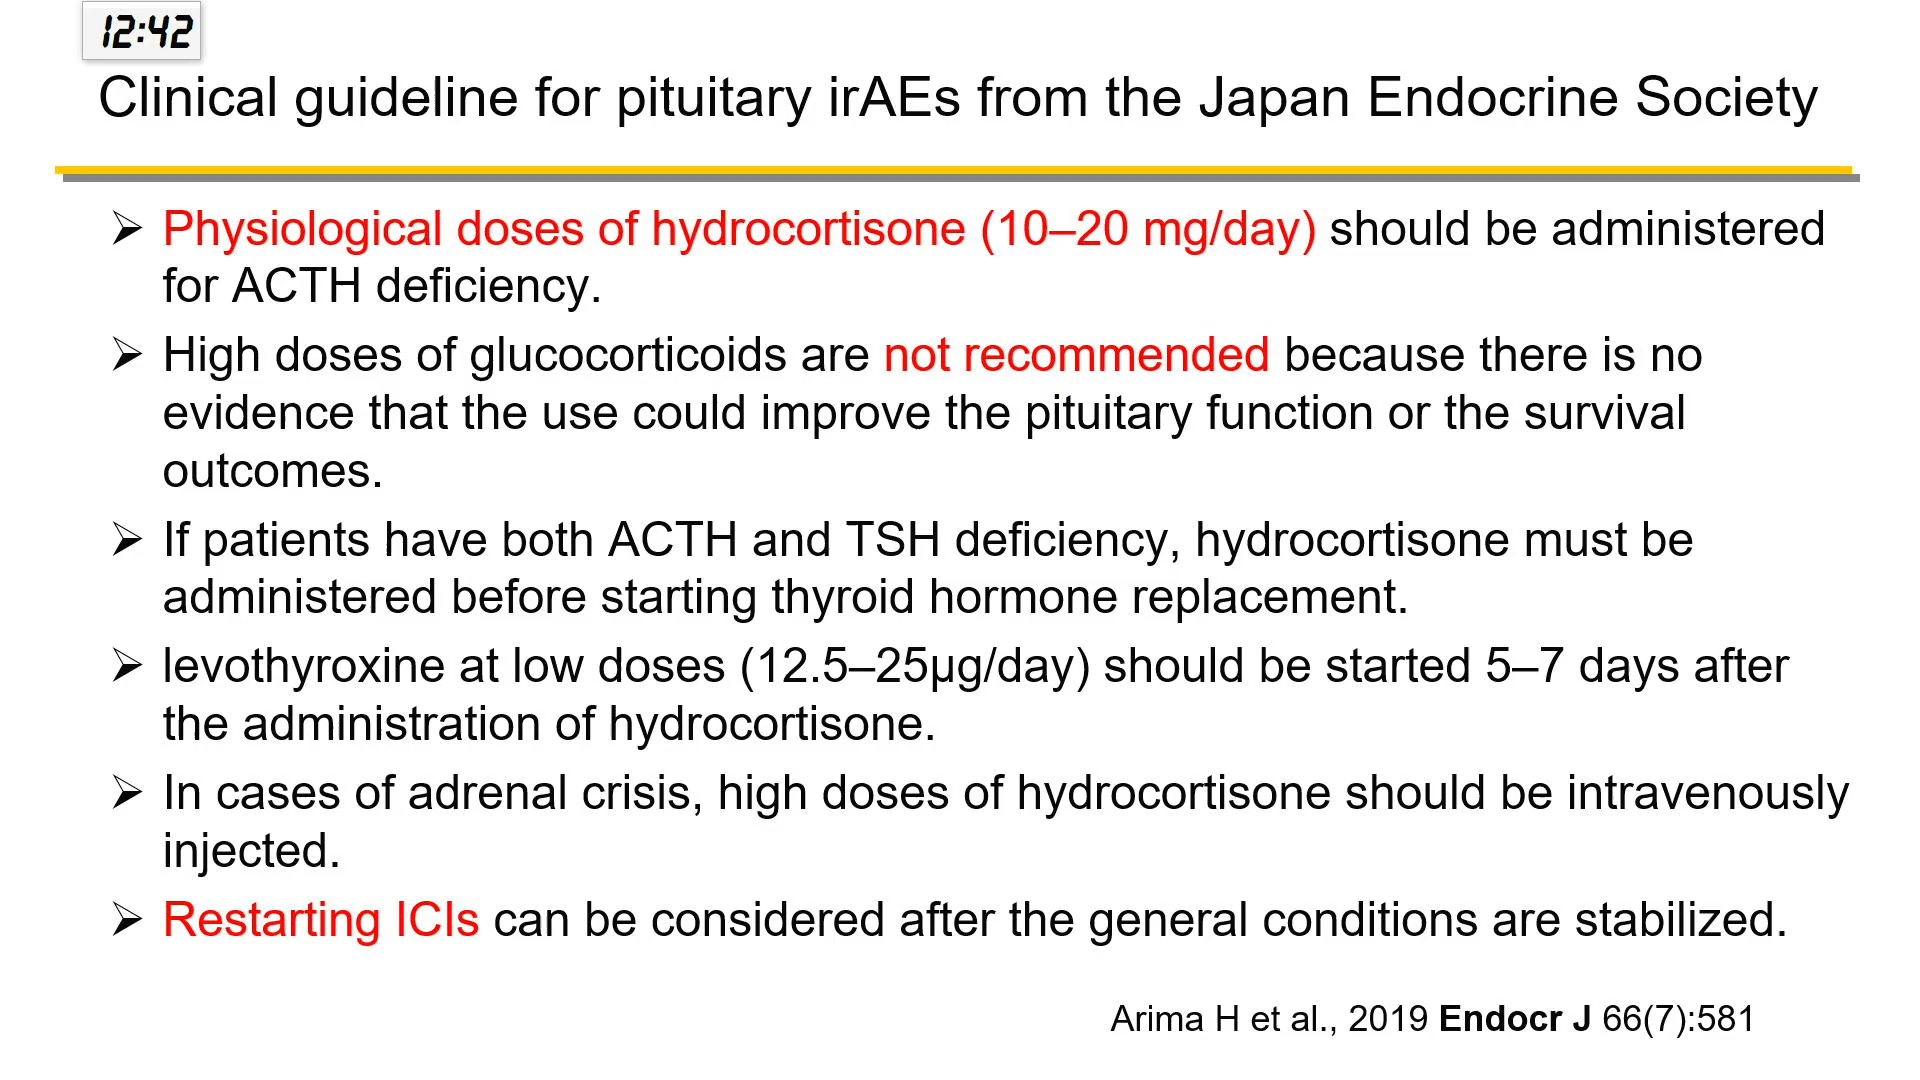 12:42
Clinical guideline for pituitary irAEs from the Japan Endocrine Society
➢ Physiological doses of hydrocortisone (10–20 mg/day) should be administered
for ACTH deficiency.
➢ High doses of glucocorticoids are not recommended because there is no
evidence that the use could improve the pituitary function or the survival
outcomes.
➢ If patients have both ACTH and TSH deficiency, hydrocortisone must be
administered before starting thyroid hormone replacement.
➢ levothyroxine at low doses (12.5–25μg/day) should be started 5–7 days after
the administration of hydrocortisone.
➢ In cases of adrenal crisis, high doses of hydrocortisone should be intravenously
injected.
➢ Restarting ICIs can be considered after the general conditions are stabilized.
Arima H et al., 2019 Endocr J 66(7):581